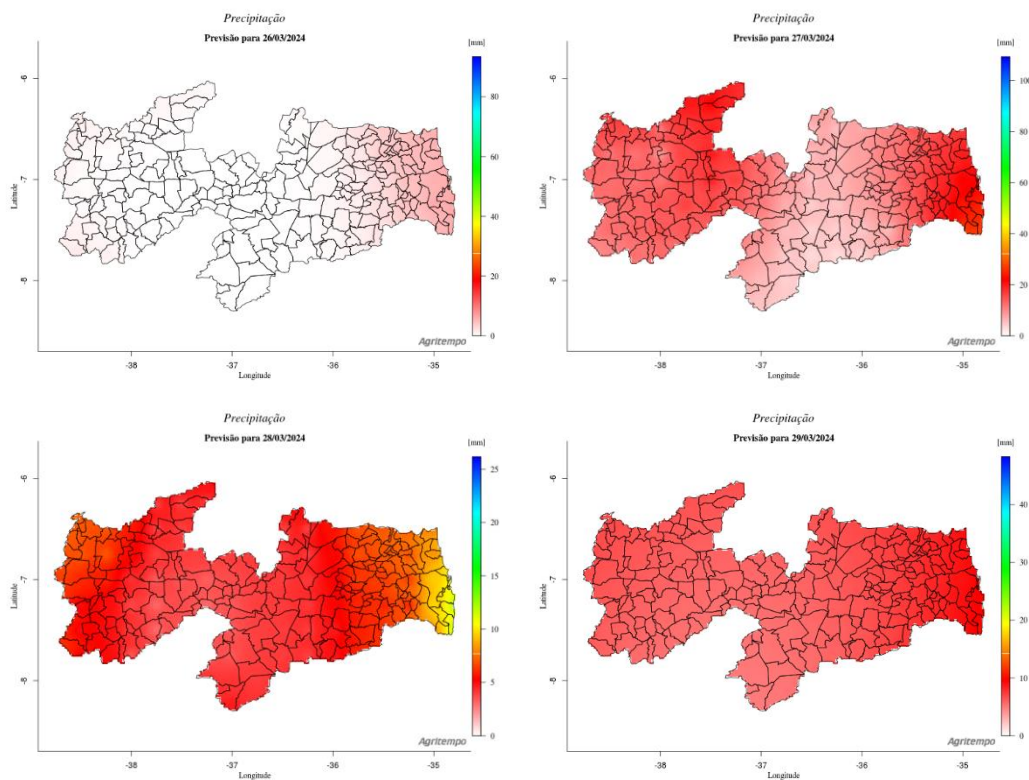 Precipitação
Previsão para 26/03/2024
[mm]
80
60
40
20
0
-6
-7
-8
Latitude
-38
-37
-36
-35
Longitude
Agritempo
Precipitação
Previsão para 27/03/2024
[mm]
100
80
60
40
20
0
-6
-7
-8
Latitude
-38
-37
-36
-35
Longitude
Agritempo
Precipitação
Previsão para 28/03/2024
[mm]
25
20
15
10
5
0
-6
-7
-8
Latitude
-38
-37
-36
-35
Longitude
Agritempo
Precipitação
Previsão para 29/03/2024
[mm]
40
30
20
10
0
-6
-7
-8
Latitude
-38
-37
-36
-35
Longitude
Agritempo